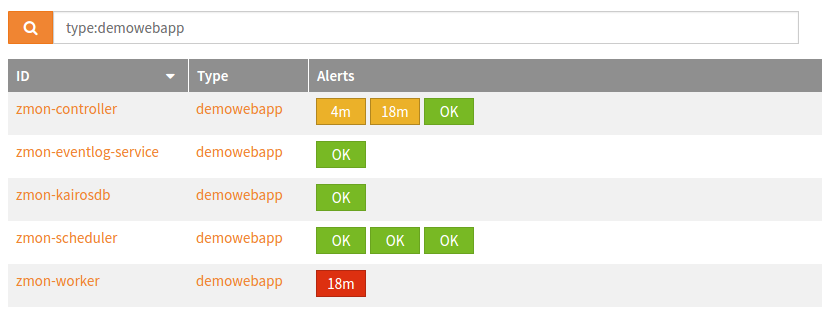 type:demowebapp
ID Type Alerts
zmon-controller demowebapp 4m 18m OK
zmon-eventlog-service demowebapp OK
zmon-kairosdb demowebapp OK
zmon-scheduler demowebapp OK OK OK
zmon-worker demowebapp 18m